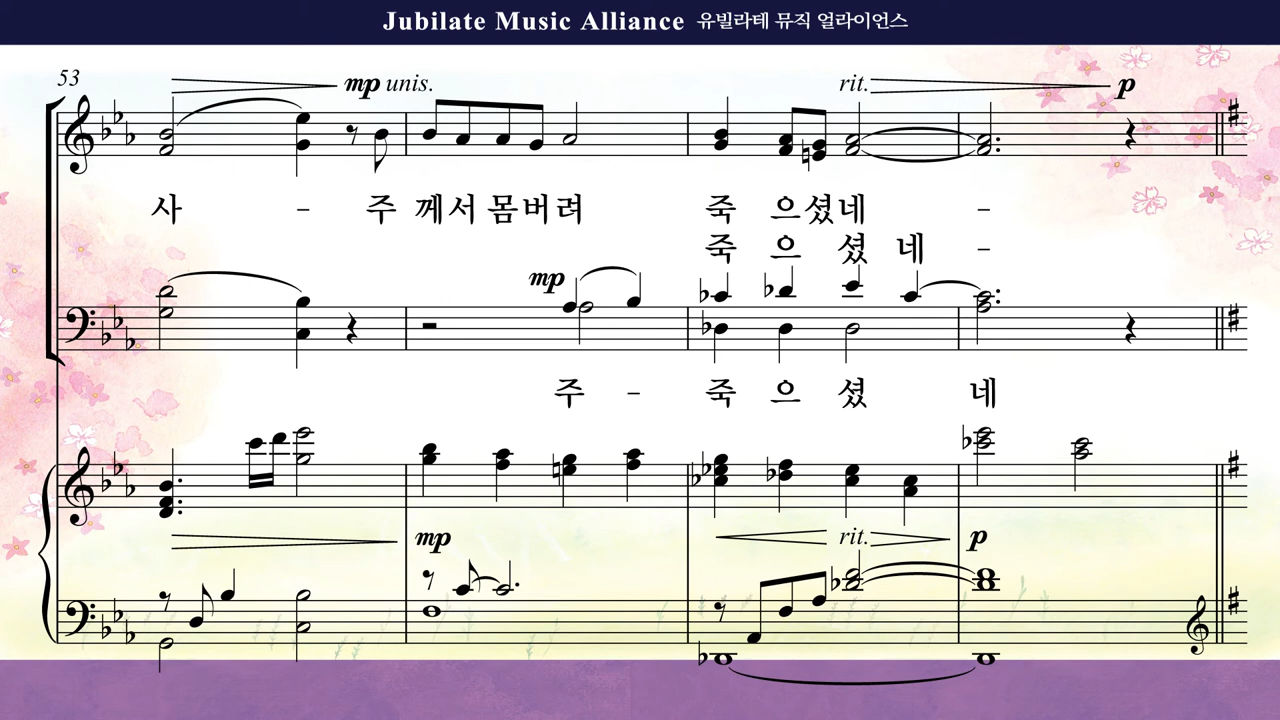 Jubilate Music Alliance 유빌라테 뮤직 얼라이언스
53
mp unis. rit. p
사 - 주 께서 몸버려 죽 으셨네 -
죽 으 셨 네 -
mp
주 - 죽 으 셨 네
mp rit. p